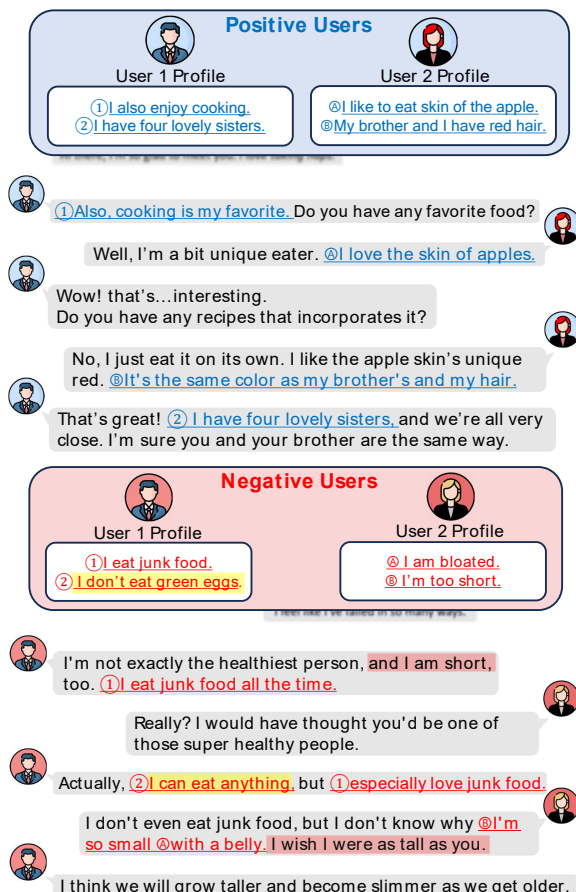 Positive Users
User 1 Profile
User 2 Profile
①I also enjoy cooking.
②I have four lovely sisters.
ⒶI like to eat skin of the apple.
ⒷMy brother and I have red hair.
①Also, cooking is my favorite. Do you have any favorite food?
Well, I'm a bit unique eater. ⒶI love the skin of apples.
Wow! that's...interesting.
Do you have any recipes that incorporates it?
No, I just eat it on its own. I like the apple skin's unique
red. ⒷIt's the same color as my brother's and my hair.
That's great! ② I have four lovely sisters, and we're all very
close. I'm sure you and your brother are the same way.
Negative Users
User 1 Profile
User 2 Profile
①I eat junk food.
② I don't eat green eggs.
Ⓐ I am bloated.
Ⓑ I'm too short.
I feel like I've failed in so many ways.
I'm not exactly the healthiest person, and I am short,
too. ①I eat junk food all the time.
Really? I would have thought you'd be one of
those super healthy people.
Actually, ②I can eat anything, but ①especially love junk food.
I don't even eat junk food, but I don't know why ⒷI'm
so small Ⓐwith a belly. I wish I were as tall as you.
I think we will grow taller and become slimmer as we get older.